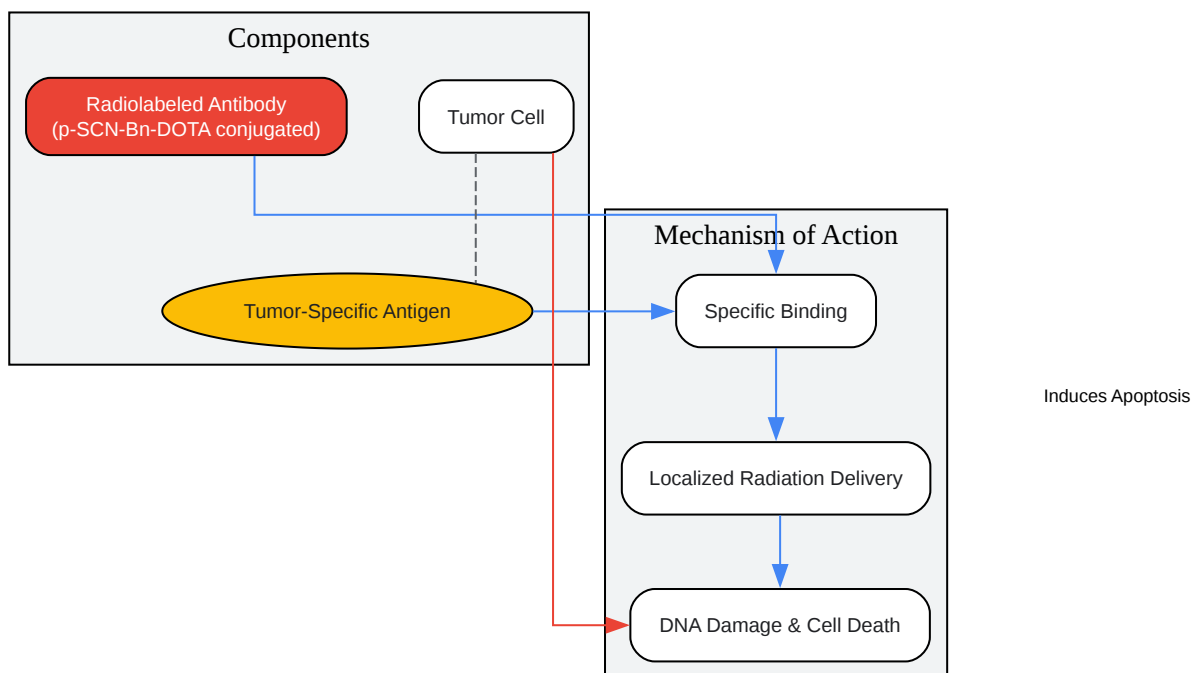 Components
Radiolabeled Antibody
(p-SCN-Bn-DOTA conjugated)
Tumor Cell
Tumor-Specific Antigen
Mechanism of Action
Specific Binding
Localized Radiation Delivery
DNA Damage & Cell Death
Induces Apoptosis